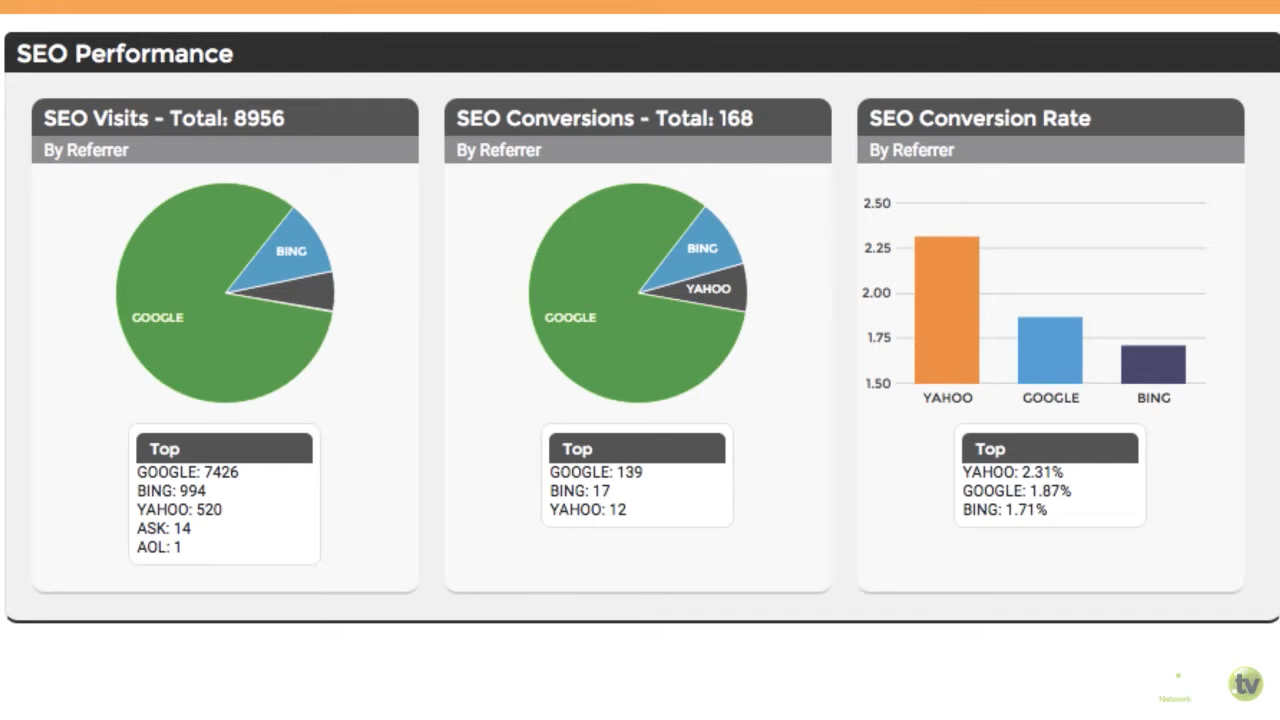 SEO Performance
SEO Visits - Total: 8956
By Referrer
BING
GOOGLE
Top
GOOGLE: 7426
BING: 994
YAHOO: 520
ASK: 14
AOL: 1
SEO Conversions - Total: 168
By Referrer
BING
YAHOO
GOOGLE
Top
GOOGLE: 139
BING: 17
YAHOO: 12
SEO Conversion Rate
By Referrer
2.50
2.25
2.00
1.75
1.50
YAHOO GOOGLE BING
Top
YAHOO: 2.31%
GOOGLE: 1.87%
BING: 1.71%
Network
tv